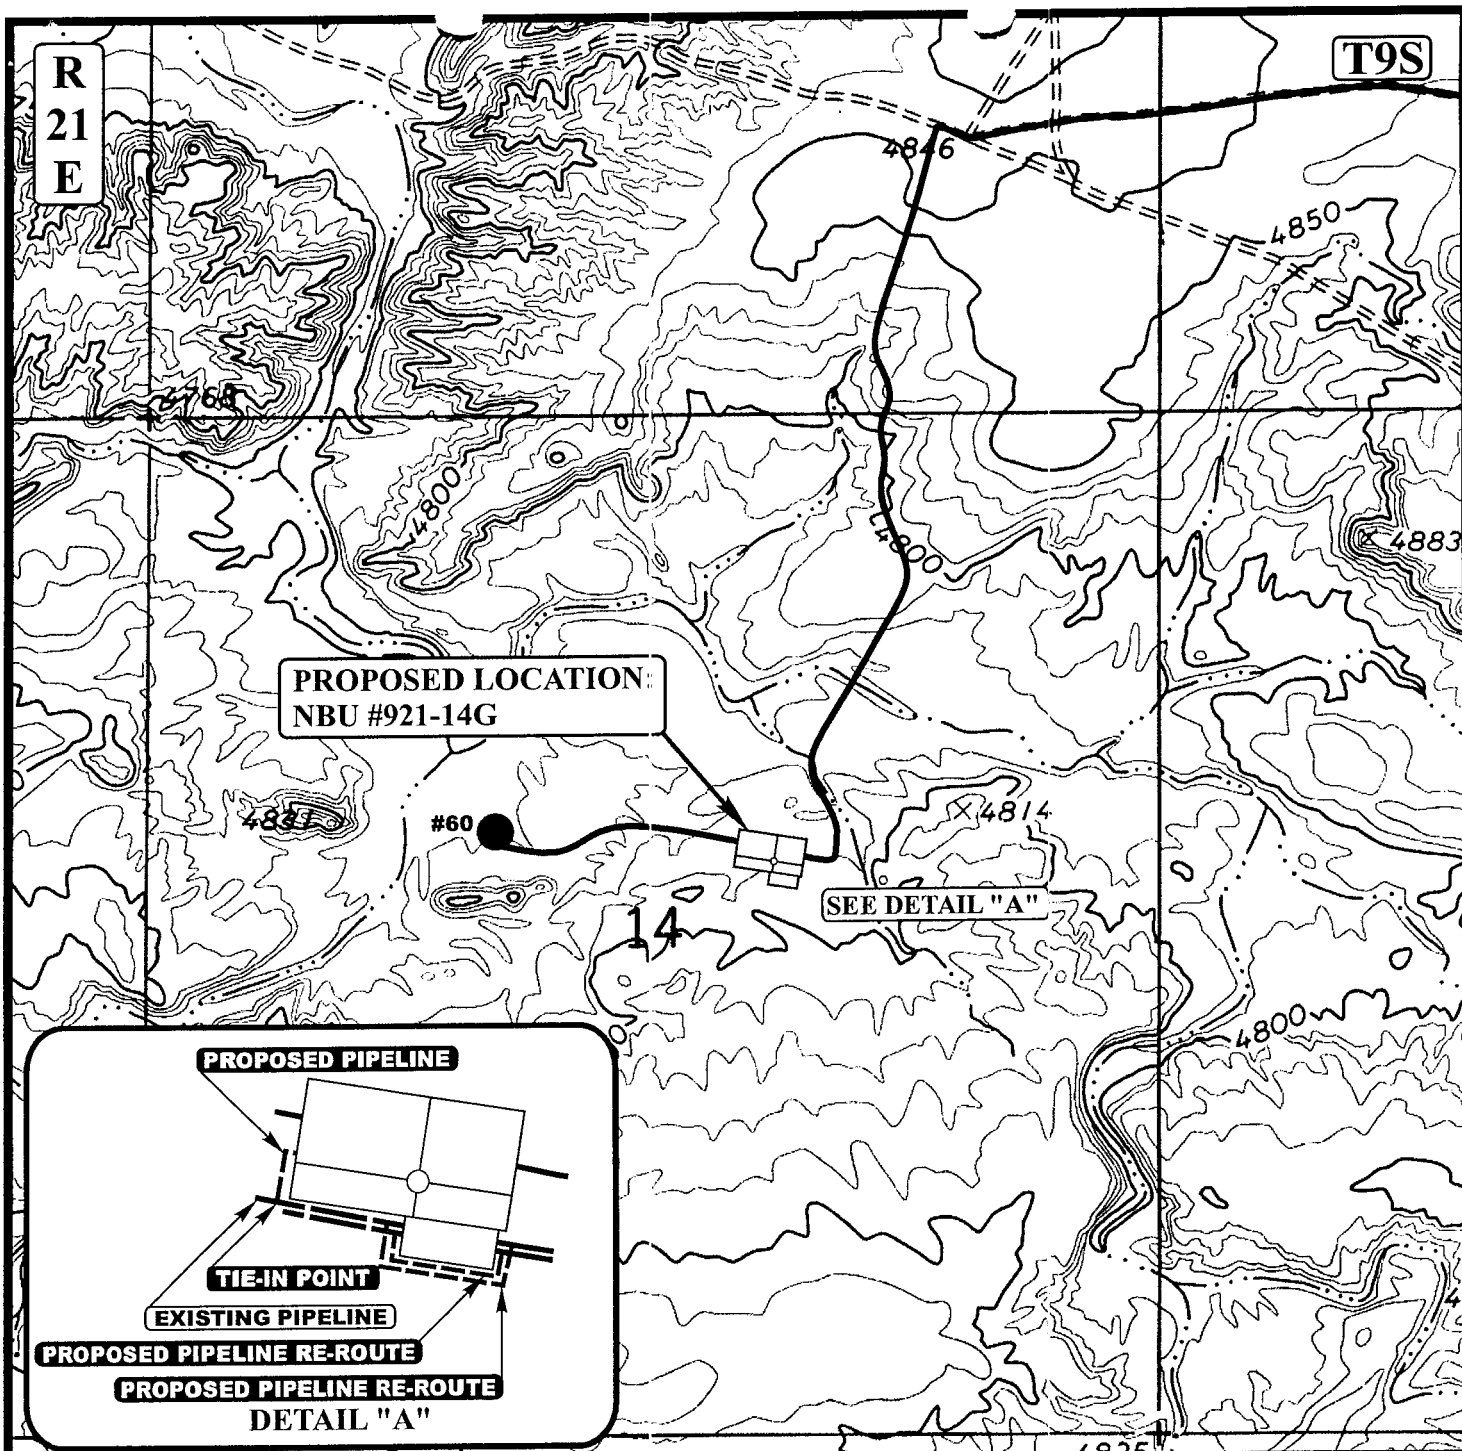 R
21
E
T9S
4846
4850
4768
4800
4800
4883
PROPOSED LOCATION:
NBU #921-14G
4831
#60
4814
SEE DETAIL "A"
14
4800
PROPOSED PIPELINE
TIE-IN POINT
EXISTING PIPELINE
PROPOSED PIPELINE RE-ROUTE
PROPOSED PIPELINE RE-ROUTE
DETAIL "A"